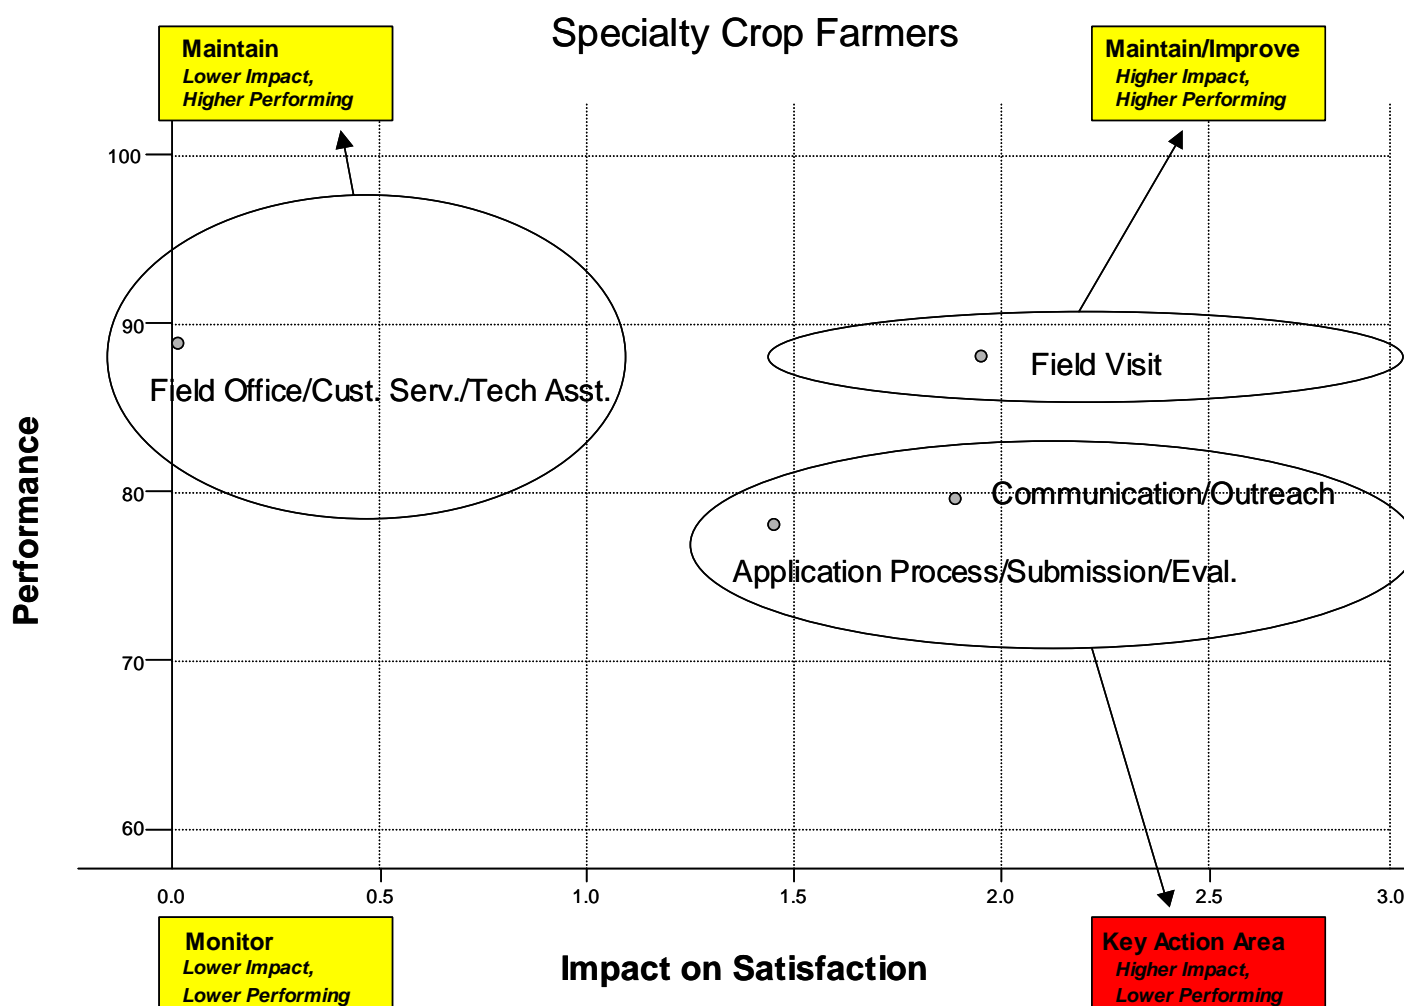 Specialty Crop Farmers
Maintain
Lower Impact,
Higher Performing
Maintain/Improve
Higher Impact,
Higher Performing
100
90
80
70
60
Performance
Field Office/Cust. Serv./Tech Asst.
Field Visit
Communication/Outreach
Application Process/Submission/Eval.
0.0 0.5 1.0 1.5 2.0 2.5 3.0
Impact on Satisfaction
Monitor
Lower Impact,
Lower Performing
Key Action Area
Higher Impact,
Lower Performing